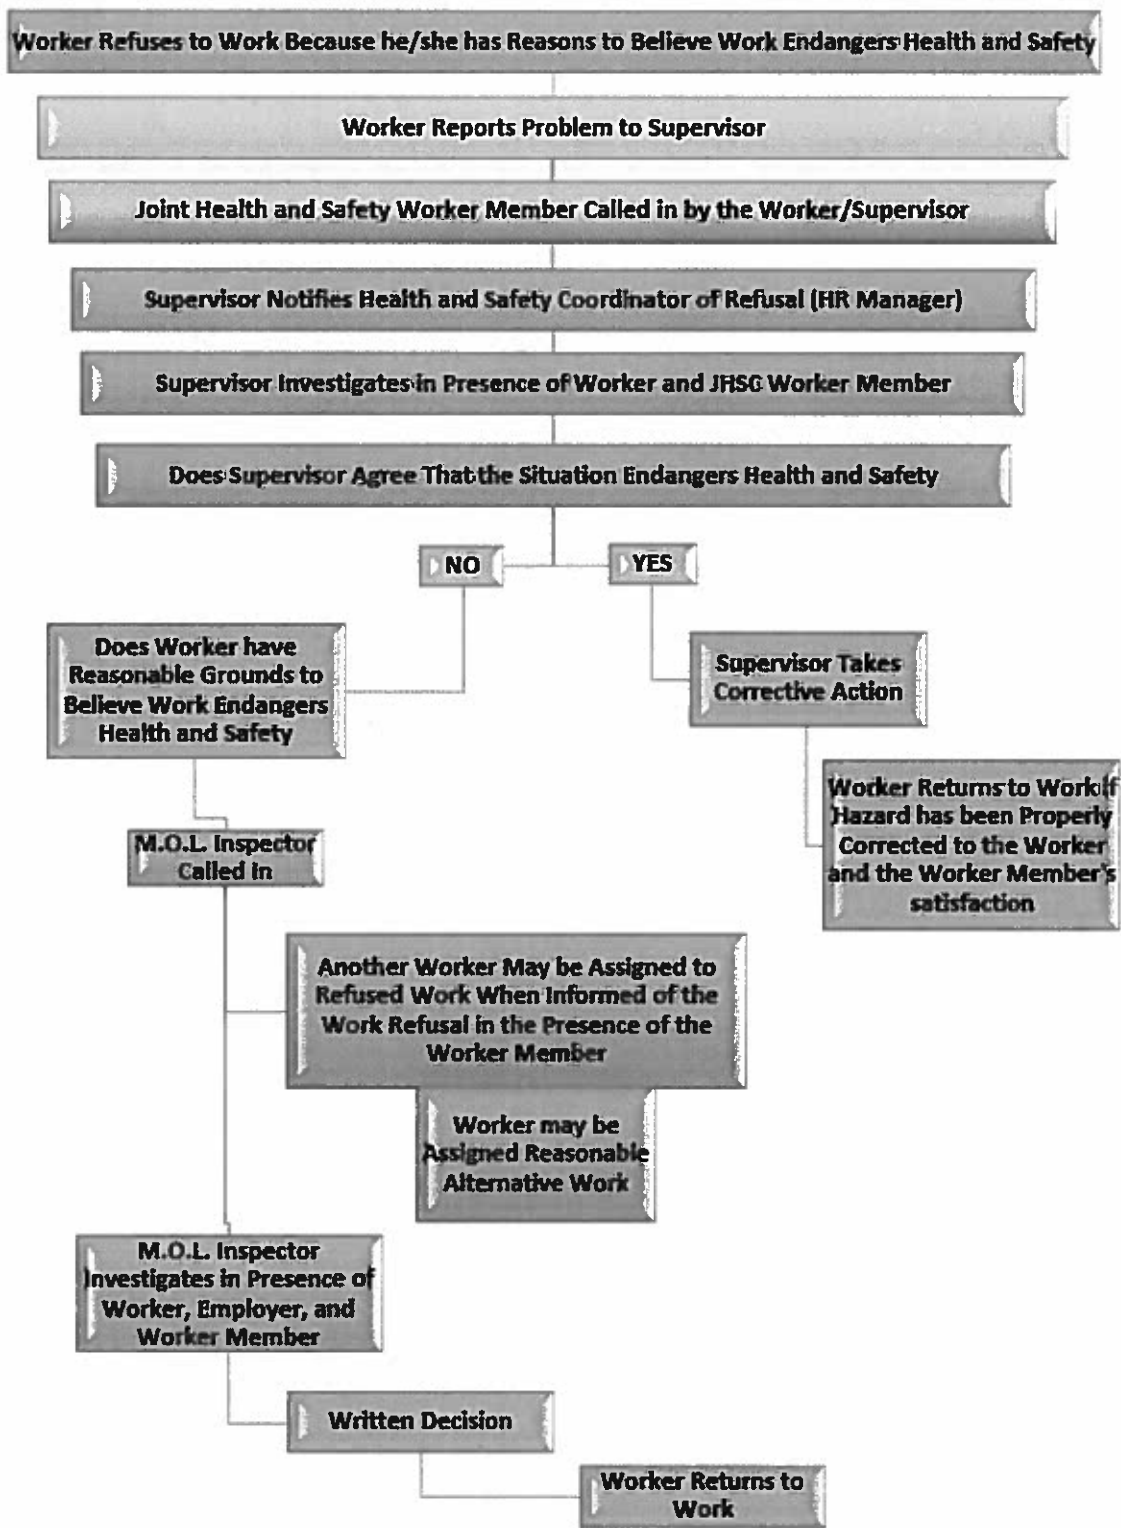 Worker Refuses to Work Because he/she has Reasons to Believe Work Endangers Health and Safety
Worker Reports Problem to Supervisor
Joint Health and Safety Worker Member Called in by the Worker/Supervisor
Supervisor Notifies Health and Safety Coordinator of Refusal (HR Manager)
Supervisor Investigates in Presence of Worker and JHSC Worker Member
Does Supervisor Agree That the Situation Endangers Health and Safety
NO
YES
Does Worker have
Reasonable Grounds to
Believe Work Endangers
Health and Safety
Supervisor Takes
Corrective Action
Worker Returns to Work if
Hazard has been Properly
Corrected to the Worker
and the Worker Member's
satisfaction
M.O.L. Inspector
Called In
Another Worker May be Assigned to
Refused Work When Informed of the
Work Refusal in the Presence of the
Worker Member
Worker may be
Assigned Reasonable
Alternative Work
M.O.L. Inspector
Investigates in Presence of
Worker, Employer, and
Worker Member
Written Decision
Worker Returns to
Work